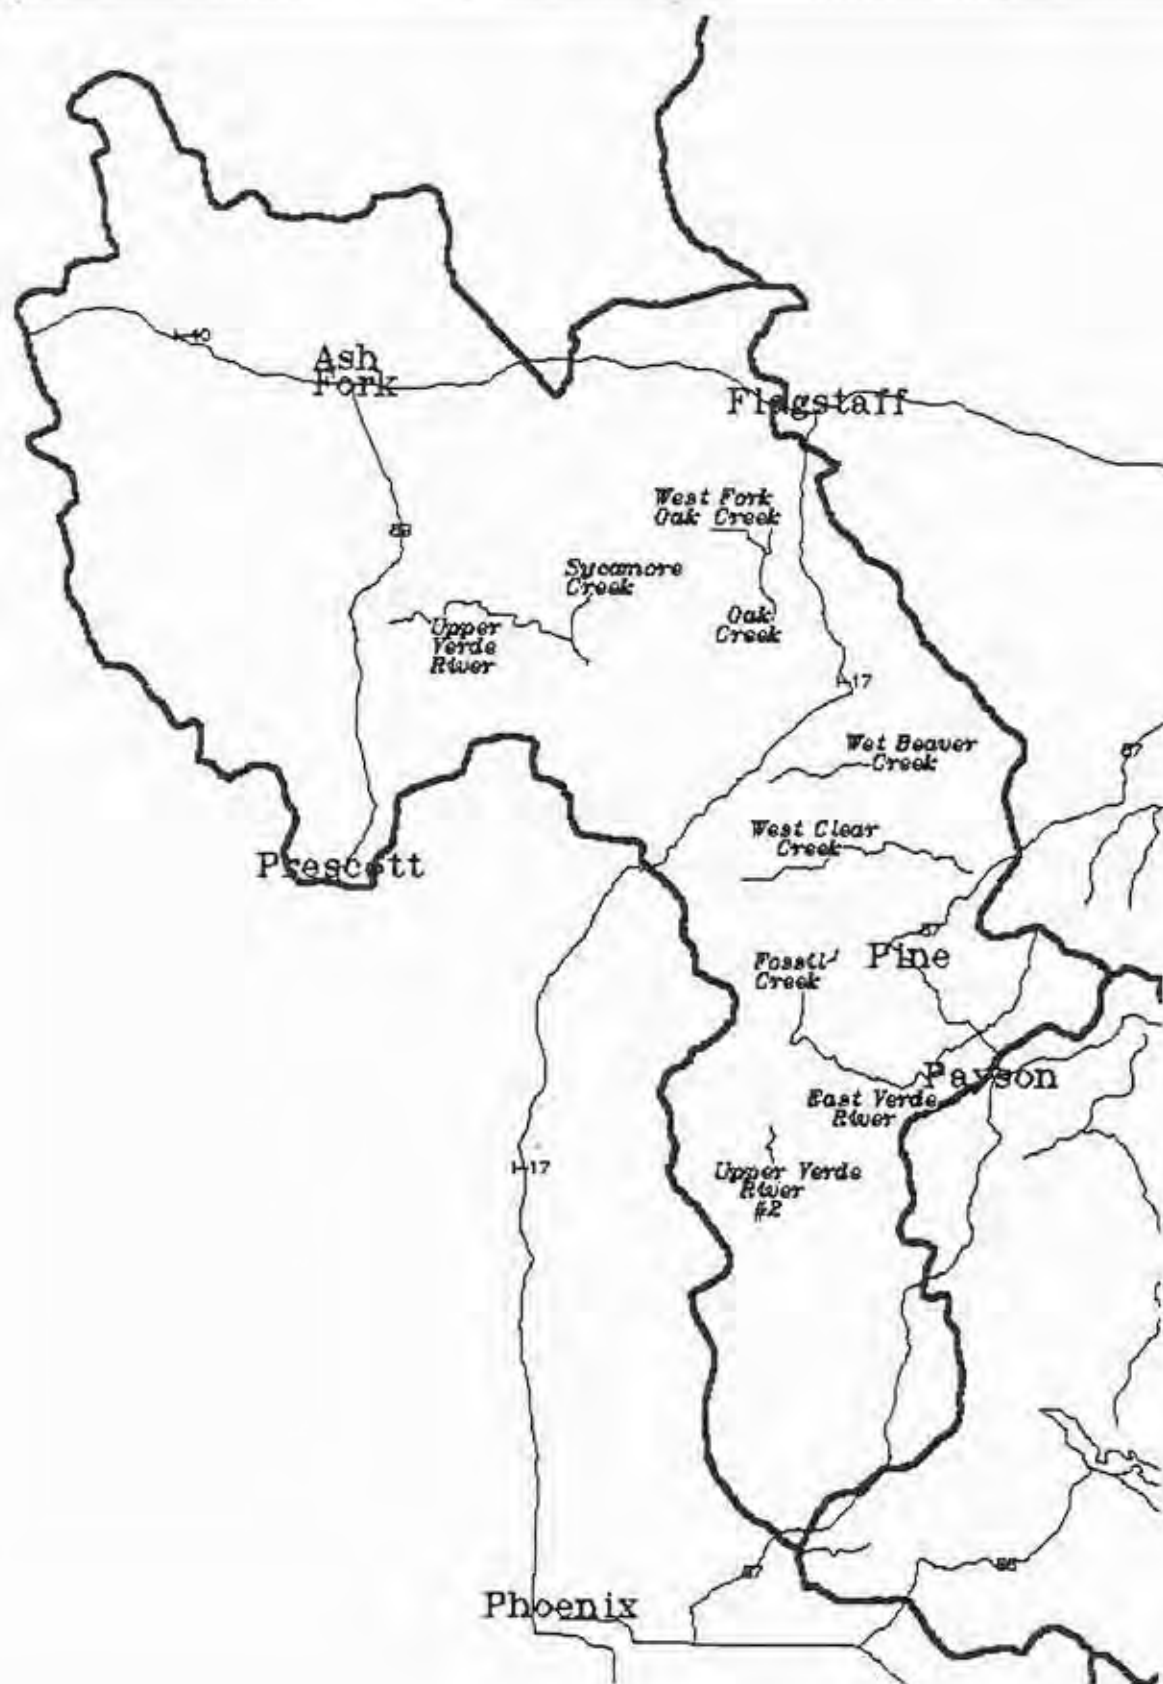 I-40
Ash
Fork
Flagstaff
West Fork
Oak Creek
89
Sycamore
Creek
Oak
Creek
Upper
Verde
River
I-17
Wet Beaver
Creek
87
West Clear
Creek
Prescott
87
Pine
Fossil
Creek
Payson
East Verde
River
I-17
Upper Verde
River
#2
87
Phoenix